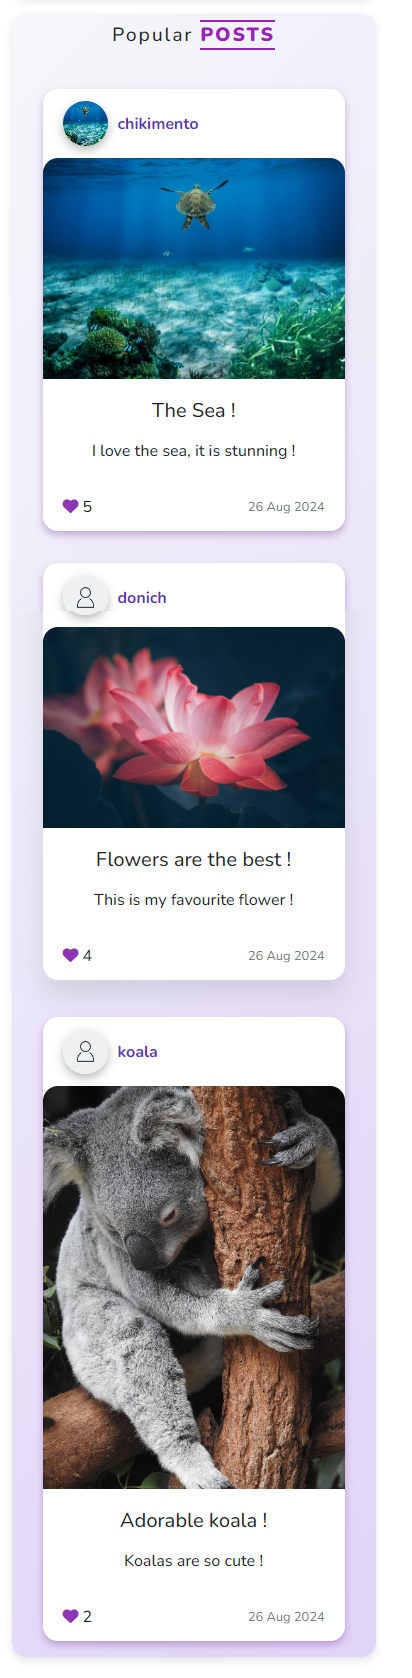 Popular POSTS
chikimento
The Sea !
I love the sea, it is stunning !
5 26 Aug 2024
donich
Flowers are the best !
This is my favourite flower !
4 26 Aug 2024
koala
Adorable koala !
Koalas are so cute !
2 26 Aug 2024